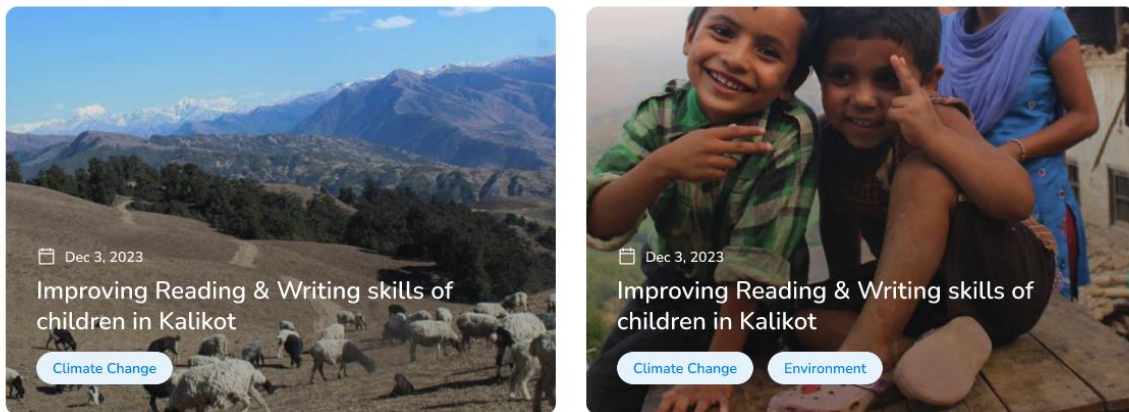 Dec 3, 2023
Improving Reading & Writing skills of
children in Kalikot
Climate Change
Dec 3, 2023
Improving Reading & Writing skills of
children in Kalikot
Climate Change
Environment